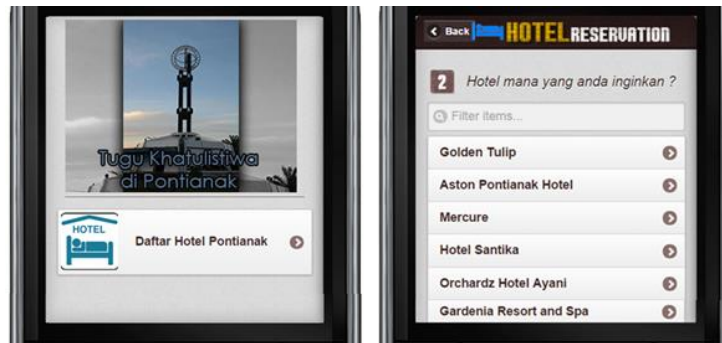 Tugu Khatulistiwa
di Pontianak
HOTEL
Daftar Hotel Pontianak
Back
HOTEL RESERVATION
2 Hotel mana yang anda inginkan ?
Filter items...
Golden Tulip
Aston Pontianak Hotel
Mercure
Hotel Santika
Orchardz Hotel Ayani
Gardenia Resort and Spa